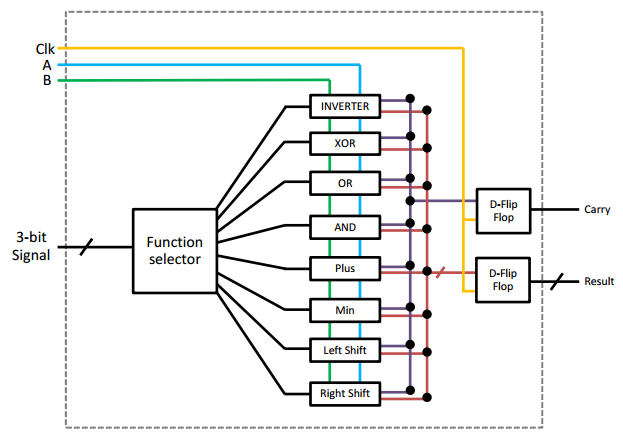 Clk
A
B
INVERTER
XOR
OR
AND
Plus
Min
Left Shift
Right Shift
3-bit
Signal
Function
selector
D-Flip
Flop
Carry
D-Flip
Flop
Result